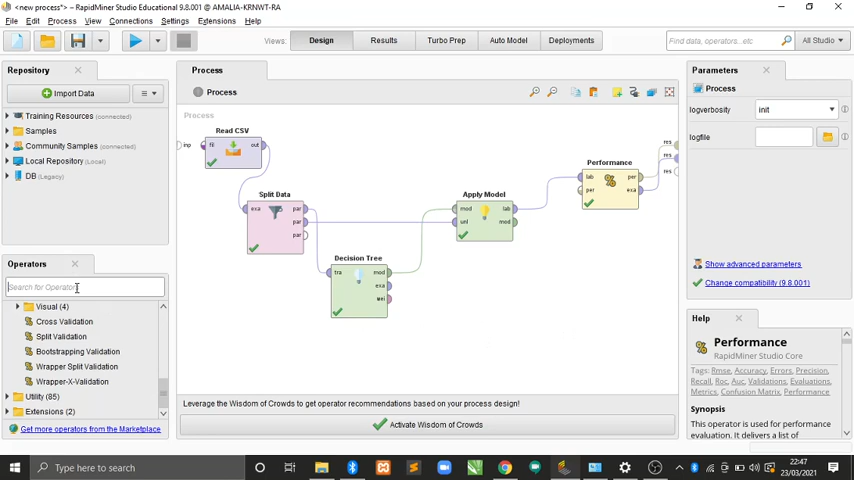 <new process*> – RapidMiner Studio Educational 9.8.001 @ AMALIA-KRNWT-RA
File Edit Process View Connections Settings Extensions Help
Views: Design Results Turbo Prep Auto Model Deployments Find data, operators...etc All Studio
Repository
Import Data
Training Resources (connected)
Samples
Community Samples (connected)
Local Repository (Local)
DB (Legacy)
Operators
Search for Operators
Visual (4)
Cross Validation
Split Validation
Bootstrapping Validation
Wrapper Split Validation
Wrapper-X-Validation
Utility (85)
Extensions (2)
Get more operators from the Marketplace
Process
Process
Process
inp
Read CSV
fil out
Split Data
exa par
par
par
Decision Tree
tra mod
exa
wei
Apply Model
mod lab
unl mod
Performance
lab per
per exa
res
res
res
Leverage the Wisdom of Crowds to get operator recommendations based on your process design!
Activate Wisdom of Crowds
Parameters
Process
logverbosity init
logfile
Show advanced parameters
Change compatibility (9.8.001)
Help
Performance
RapidMiner Studio Core
Tags: Rmse, Accuracy, Errors, Precision,
Recall, Roc, Auc, Validations, Evaluations,
Metrics, Confusion Matrix, Performance
Synopsis
This operator is used for performance
evaluation. It delivers a list of
Type here to search
22:47
23/03/2021